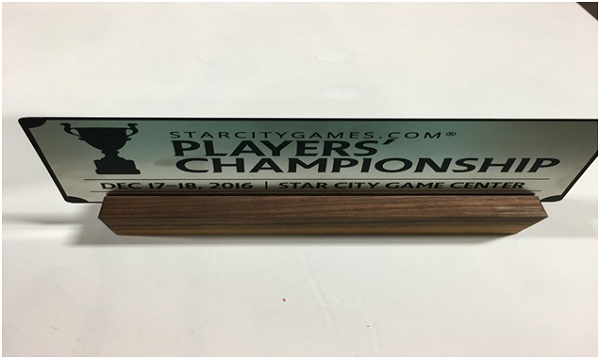 STARCITYGAMES.COM®
PLAYERS'
CHAMPIONSHIP
DEC 17-18, 2016 | STAR CITY GAME CENTER